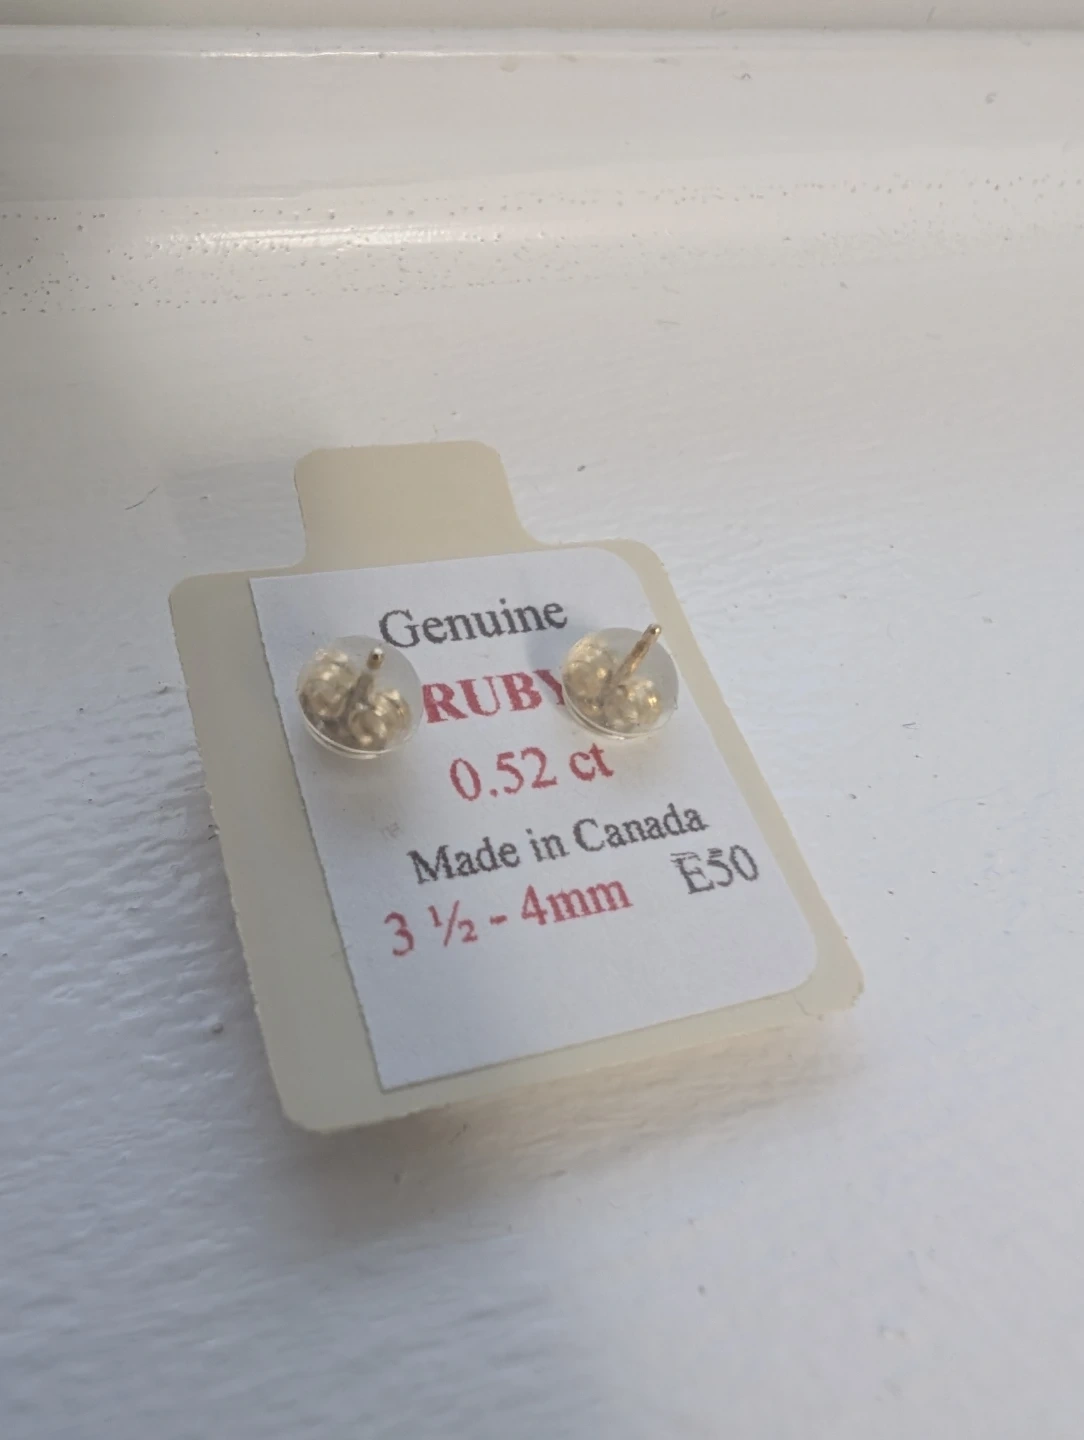 Genuine
RUBY
0.52 ct
Made in Canada
E50
3 ½ - 4mm